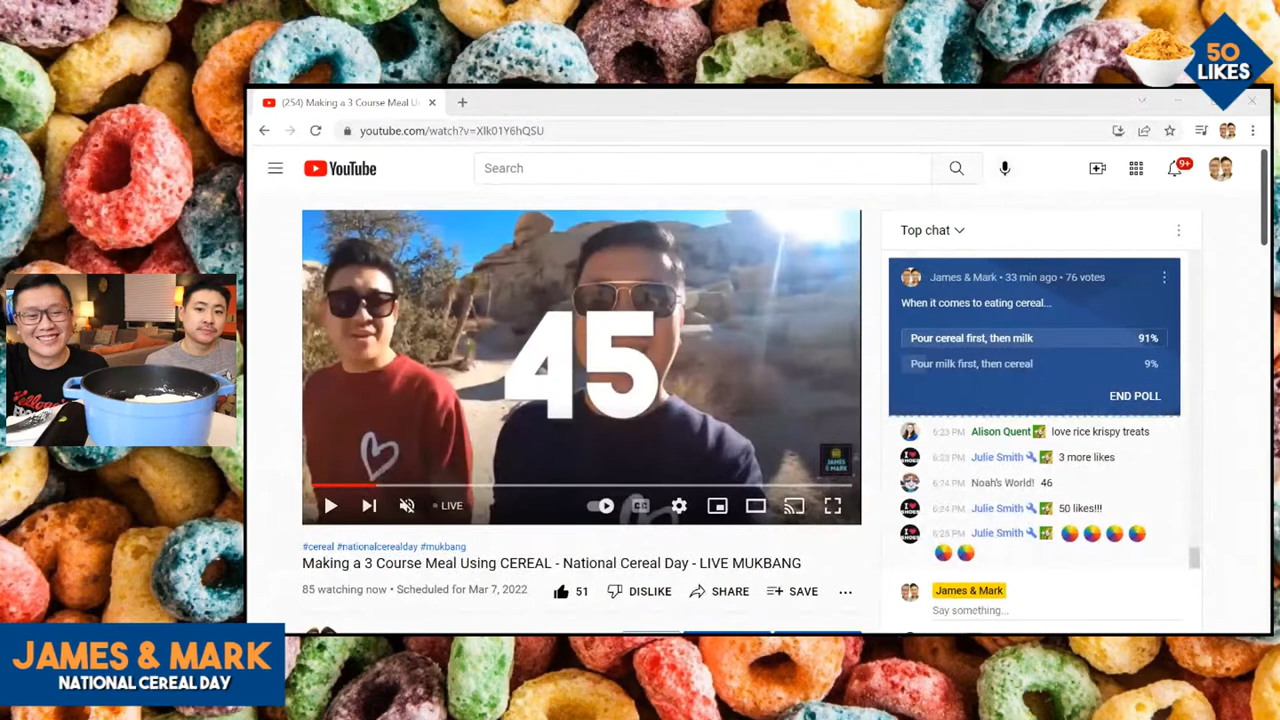 50
LIKES
(254) Making a 3 Course Meal U
youtube.com/watch?v=Xlk01Y6hQSU
YouTube
Search
9+
Top chat
James & Mark • 33 min ago • 76 votes
When it comes to eating cereal...
Pour cereal first, then milk 91%
Pour milk first, then cereal 9%
END POLL
45
JAMES
& MARK
LIVE
CC
6:23 PM Alison Quent love rice krispy treats
6:23 PM Julie Smith 3 more likes
6:24 PM Noah's World! 46
6:24 PM Julie Smith 50 likes!!!
6:25 PM Julie Smith
I
SHOES
Kellogg's
#cereal #nationalcerealday #mukbang
Making a 3 Course Meal Using CEREAL - National Cereal Day - LIVE MUKBANG
85 watching now • Scheduled for Mar 7, 2022
51 DISLIKE SHARE SAVE
James & Mark
Say something...
JAMES & MARK
NATIONAL CEREAL DAY